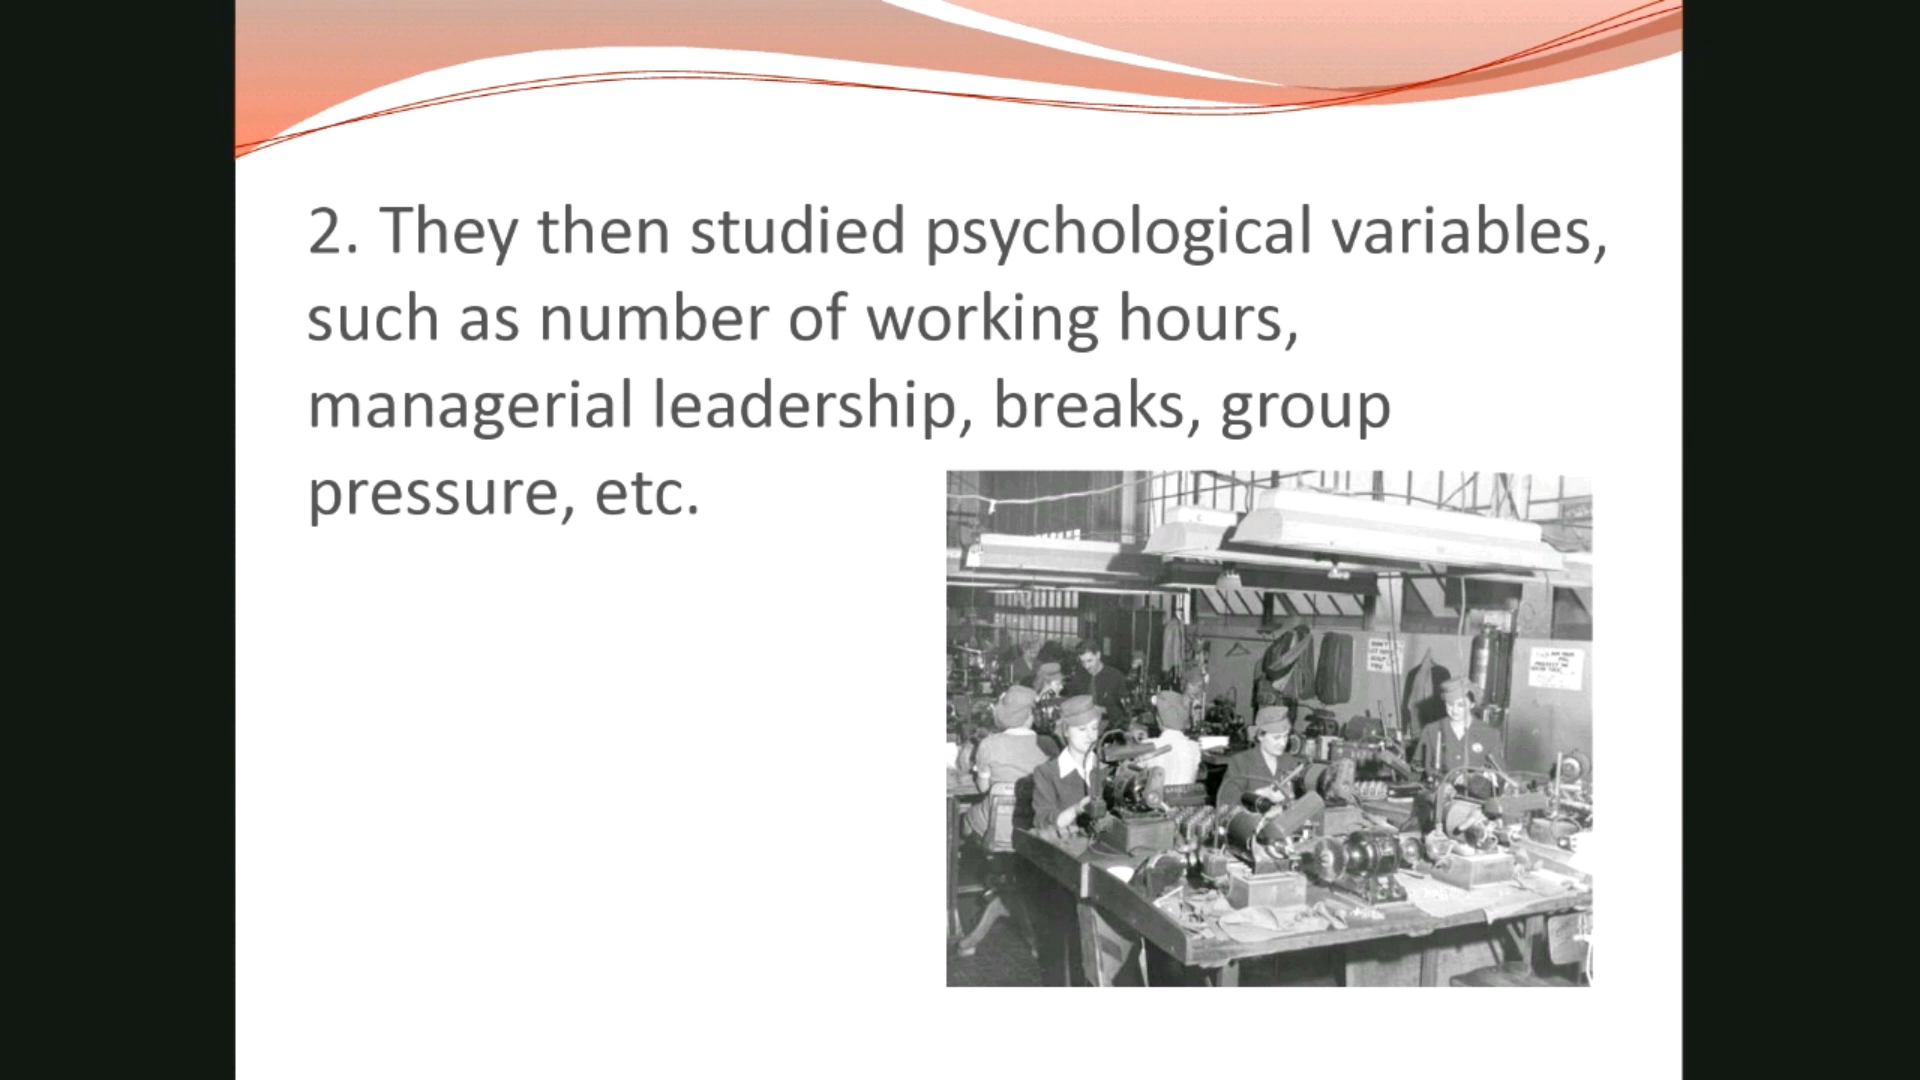 2. They then studied psychological variables,
such as number of working hours,
managerial leadership, breaks, group
pressure, etc.